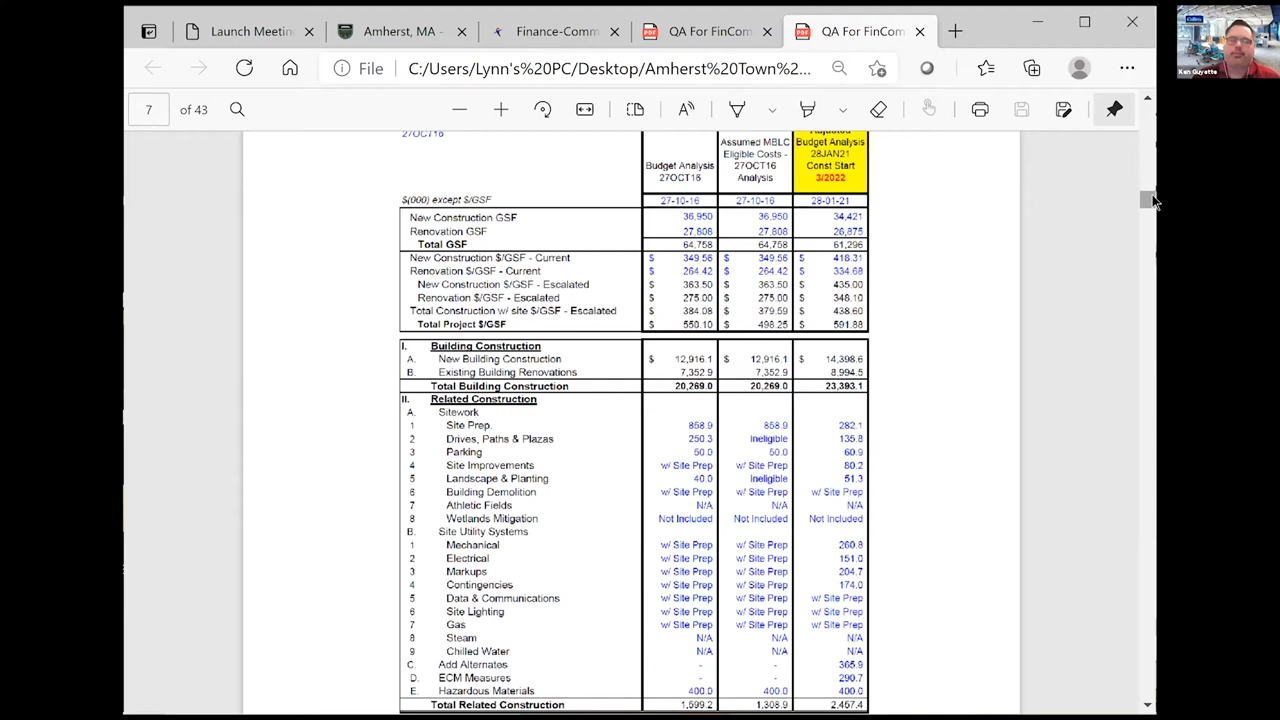 Launch Meetin
Amherst, MA -
Finance-Comm
QA For FinCom
QA For FinCom
File
C:/Users/Lynn's%20PC/Desktop/Amherst%20Town%2...
7 of 43
27OCT16
Budget Analysis
27OCT16
Assumed MBLC
Eligible Costs -
27OCT16
Analysis
Budget Analysis
28JAN21
Const Start
3/2022
$(000) except $/GSF 27-10-16 27-10-16 28-01-21
New Construction GSF 36,950 36,950 34,421
Renovation GSF 27,808 27,808 26,875
Total GSF 64,758 64,758 61,296
New Construction $/GSF - Current $ 349.56 $ 349.56 $ 418.31
Renovation $/GSF - Current $ 264.42 $ 264.42 $ 334.68
New Construction $/GSF - Escalated $ 363.50 $ 363.50 $ 435.00
Renovation $/GSF - Escalated $ 275.00 $ 275.00 $ 348.10
Total Construction w/ site $/GSF - Escalated $ 384.08 $ 379.59 $ 438.60
Total Project $/GSF $ 550.10 $ 498.25 $ 591.88
I. Building Construction
A. New Building Construction $ 12,916.1 $ 12,916.1 $ 14,398.6
B. Existing Building Renovations 7,352.9 7,352.9 8,994.5
Total Building Construction 20,269.0 20,269.0 23,393.1
II. Related Construction
A. Sitework
1 Site Prep. 858.9 858.9 282.1
2 Drives, Paths & Plazas 250.3 Ineligible 135.8
3 Parking 50.0 50.0 60.9
4 Site Improvements w/ Site Prep w/ Site Prep 80.2
5 Landscape & Planting 40.0 Ineligible 51.3
6 Building Demolition w/ Site Prep w/ Site Prep w/ Site Prep
7 Athletic Fields N/A N/A N/A
8 Wetlands Mitigation Not Included Not Included Not Included
B. Site Utility Systems
1 Mechanical w/ Site Prep w/ Site Prep 260.8
2 Electrical w/ Site Prep w/ Site Prep 151.0
3 Markups w/ Site Prep w/ Site Prep 204.7
4 Contingencies w/ Site Prep w/ Site Prep 174.0
5 Data & Communications w/ Site Prep w/ Site Prep w/ Site Prep
6 Site Lighting w/ Site Prep w/ Site Prep w/ Site Prep
7 Gas w/ Site Prep w/ Site Prep w/ Site Prep
8 Steam N/A N/A N/A
9 Chilled Water N/A N/A N/A
C. Add Alternates - - 365.9
D. ECM Measures - - 290.7
E. Hazardous Materials 400.0 400.0 400.0
Total Related Construction 1,599.2 1,308.9 2,457.4
Ken Guyette